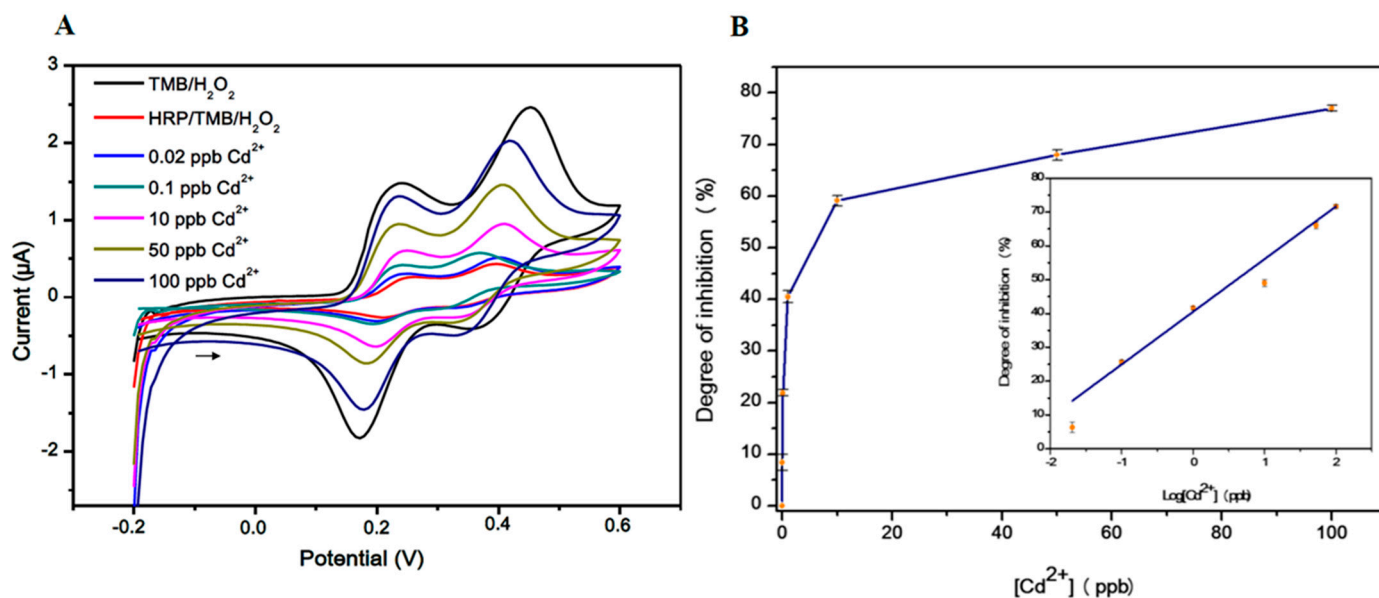 A
3
2
1
0
-1
-2
Current (µA)
TMB/H₂O₂
HRP/TMB/H₂O₂
0.02 ppb Cd²⁺
0.1 ppb Cd²⁺
10 ppb Cd²⁺
50 ppb Cd²⁺
100 ppb Cd²⁺
-0.2 0.0 0.2 0.4 0.6
Potential (V)
B
80
70
60
50
40
30
20
10
0
Degree of inhibition (%)
0 20 40 60 80 100
[Cd²⁺] (ppb)
80
70
60
50
40
30
20
10
0
Degree of inhibition (%)
-2 -1 0 1 2
Log[Cd²⁺] (ppb)